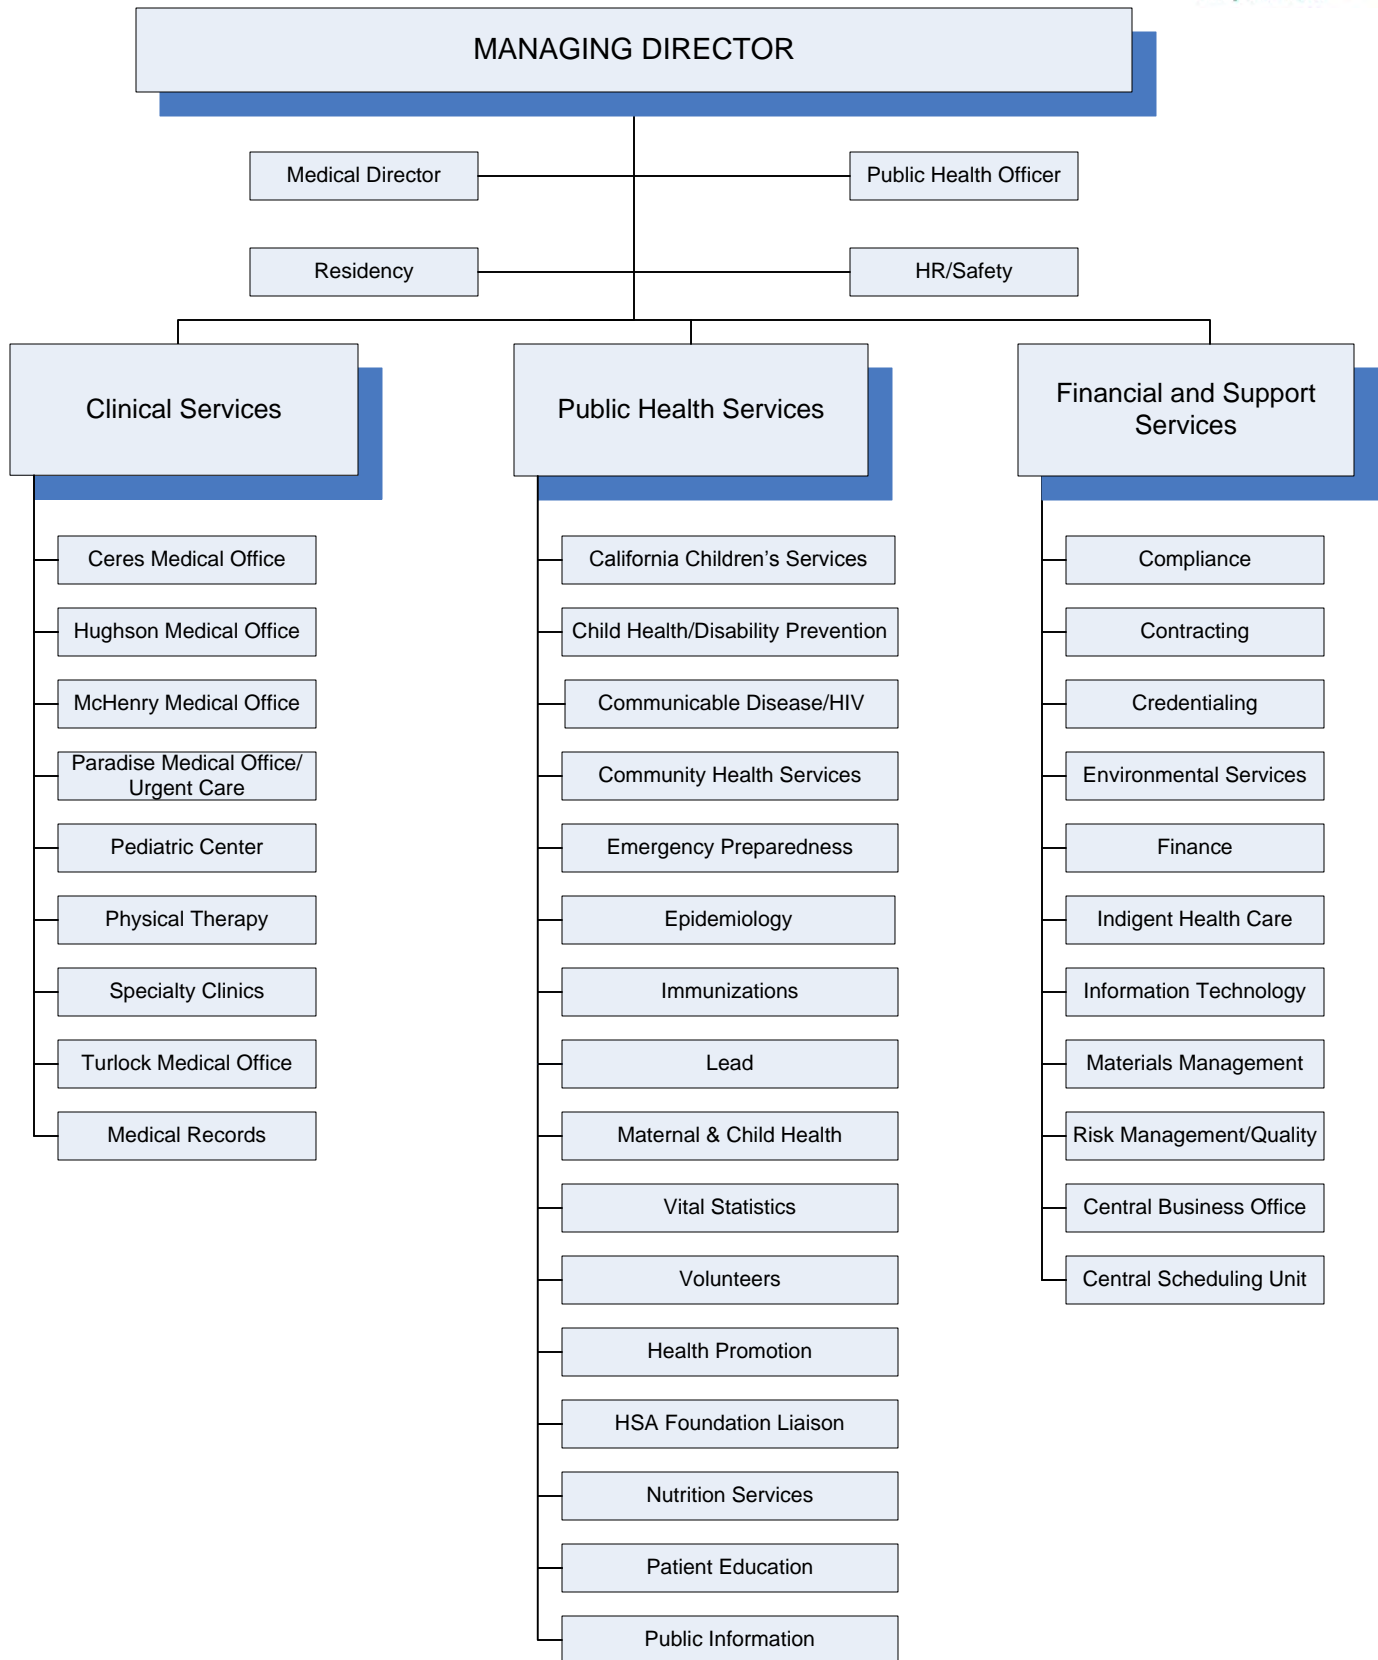 MANAGING DIRECTOR
Medical Director
Public Health Officer
Residency
HR/Safety
Clinical Services
Public Health Services
Financial and Support
Services
Ceres Medical Office
Hughson Medical Office
McHenry Medical Office
Paradise Medical Office/
Urgent Care
Pediatric Center
Physical Therapy
Specialty Clinics
Turlock Medical Office
Medical Records
California Children’s Services
Child Health/Disability Prevention
Communicable Disease/HIV
Community Health Services
Emergency Preparedness
Epidemiology
Immunizations
Lead
Maternal & Child Health
Vital Statistics
Volunteers
Health Promotion
HSA Foundation Liaison
Nutrition Services
Patient Education
Public Information
Compliance
Contracting
Credentialing
Environmental Services
Finance
Indigent Health Care
Information Technology
Materials Management
Risk Management/Quality
Central Business Office
Central Scheduling Unit